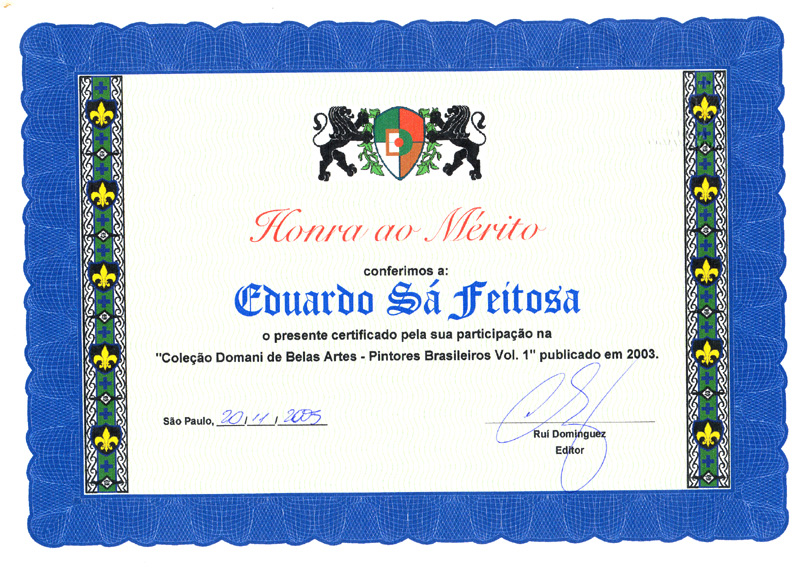 Honra ao Mérito
conferimos a:
Eduardo Sá Feitosa
o presente certificado pela sua participação na
"Coleção Domani de Belas Artes - Pintores Brasileiros Vol. 1" publicado em 2003.
São Paulo, 20/11/2005
Rui Dominguez
Editor